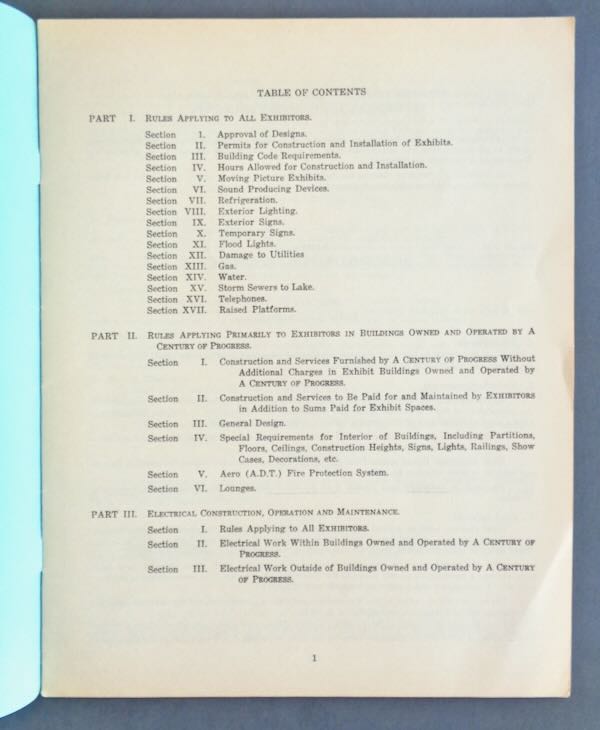 TABLE OF CONTENTS
PART I. RULES APPLYING TO ALL EXHIBITORS.
Section I. Approval of Designs.
Section II. Permits for Construction and Installation of Exhibits.
Section III. Building Code Requirements.
Section IV. Hours Allowed for Construction and Installation.
Section V. Moving Picture Exhibits.
Section VI. Sound Producing Devices.
Section VII. Refrigeration.
Section VIII. Exterior Lighting.
Section IX. Exterior Signs.
Section X. Temporary Signs.
Section XI. Flood Lights.
Section XII. Damage to Utilities
Section XIII. Gas.
Section XIV. Water.
Section XV. Storm Sewers to Lake.
Section XVI. Telephones.
Section XVII. Raised Platforms.
PART II. RULES APPLYING PRIMARILY TO EXHIBITORS IN BUILDINGS OWNED AND OPERATED BY A
CENTURY OF PROGRESS.
Section I. Construction and Services Furnished by A CENTURY OF PROGRESS Without
Additional Charges in Exhibit Buildings Owned and Operated by
A CENTURY OF PROGRESS.
Section II. Construction and Services to Be Paid for and Maintained by EXHIBITORS
in Addition to Sums Paid for Exhibit Spaces.
Section III. General Design.
Section IV. Special Requirements for Interior of Buildings, Including Partitions,
Floors, Ceilings, Construction Heights, Signs, Lights, Railings, Show
Cases, Decorations, etc.
Section V. Aero (A.D.T.) Fire Protection System.
Section VI. Lounges.
PART III. ELECTRICAL CONSTRUCTION, OPERATION AND MAINTENANCE.
Section I. Rules Applying to All EXHIBITORS.
Section II. Electrical Work Within Buildings Owned and Operated by A CENTURY OF
PROGRESS.
Section III. Electrical Work Outside of Buildings Owned and Operated by A CENTURY
OF PROGRESS.
1